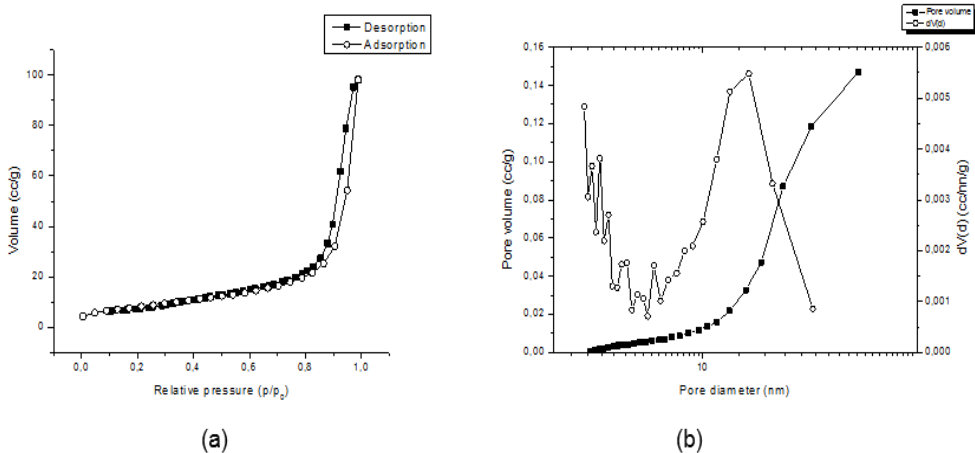 Desorption
Adsorption
100
80
60
40
20
0
Volume (cc/g)
0,0
0,2
0,4
0,6
0,8
1,0
Relative pressure (p/p0)
(a)
Pore volume
dV(d)
0,16
0,14
0,12
0,10
0,08
0,06
0,04
0,02
0,00
Pore volume (cc/g)
0,006
0,005
0,004
0,003
0,002
0,001
0,000
dV(d) (cc/nm/g)
10
Pore diameter (nm)
(b)